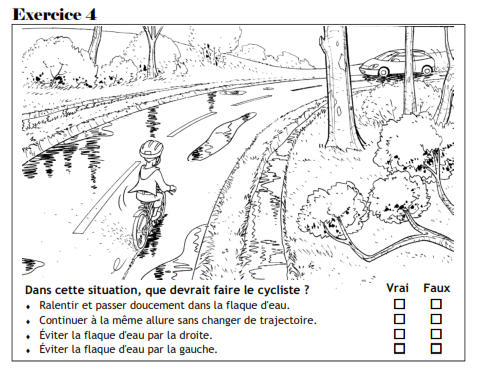 Exercice 4
Dans cette situation, que devrait faire le cycliste ? Vrai Faux
♦ Ralentir et passer doucement dans la flaque d'eau.
♦ Continuer à la même allure sans changer de trajectoire.
♦ Éviter la flaque d'eau par la droite.
♦ Éviter la flaque d'eau par la gauche.